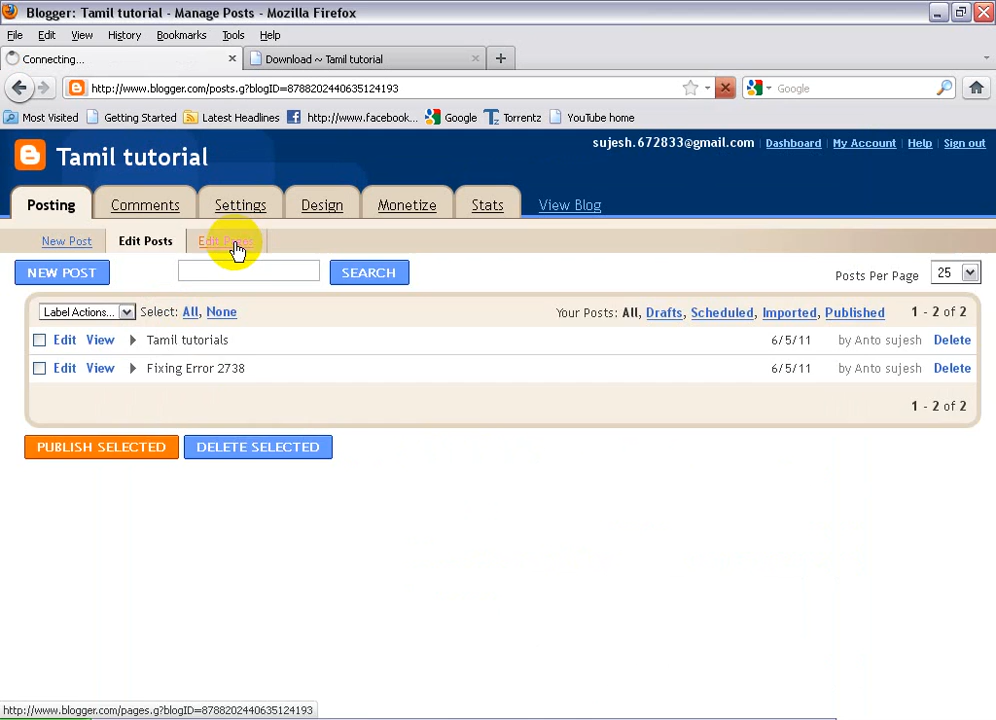 Blogger: Tamil tutorial - Manage Posts - Mozilla Firefox
File Edit View History Bookmarks Tools Help
Connecting... Download ~ Tamil tutorial
http://www.blogger.com/posts.g?blogID=8788202440635124193 Google
Most Visited Getting Started Latest Headlines http://www.facebook... Google Torrentz YouTube home
sujesh.672833@gmail.com Dashboard My Account Help Sign out
Tamil tutorial
Posting Comments Settings Design Monetize Stats View Blog
New Post Edit Posts Edit Pages
NEW POST SEARCH Posts Per Page 25
Label Actions... Select: All, None Your Posts: All, Drafts, Scheduled, Imported, Published 1 - 2 of 2
Edit View Tamil tutorials 6/5/11 by Anto sujesh Delete
Edit View Fixing Error 2738 6/5/11 by Anto sujesh Delete
1 - 2 of 2
PUBLISH SELECTED DELETE SELECTED
http://www.blogger.com/pages.g?blogID=8788202440635124193